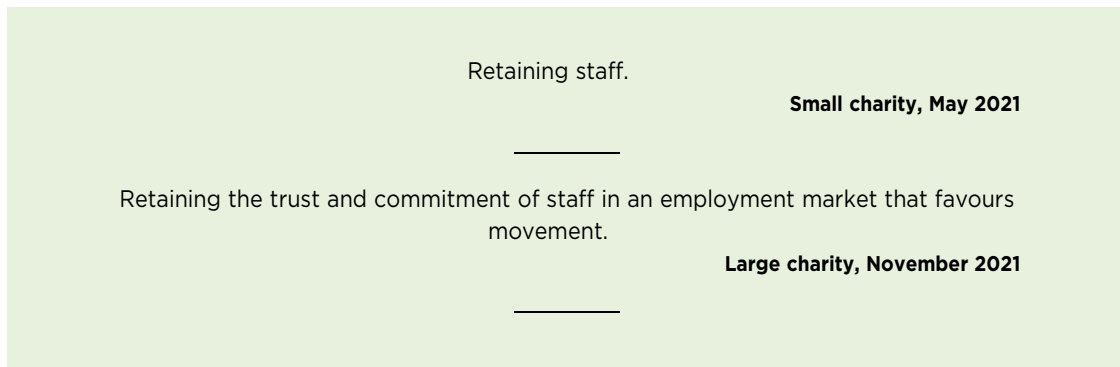 Retaining staff.
Small charity, May 2021
Retaining the trust and commitment of staff in an employment market that favours
movement.
Large charity, November 2021